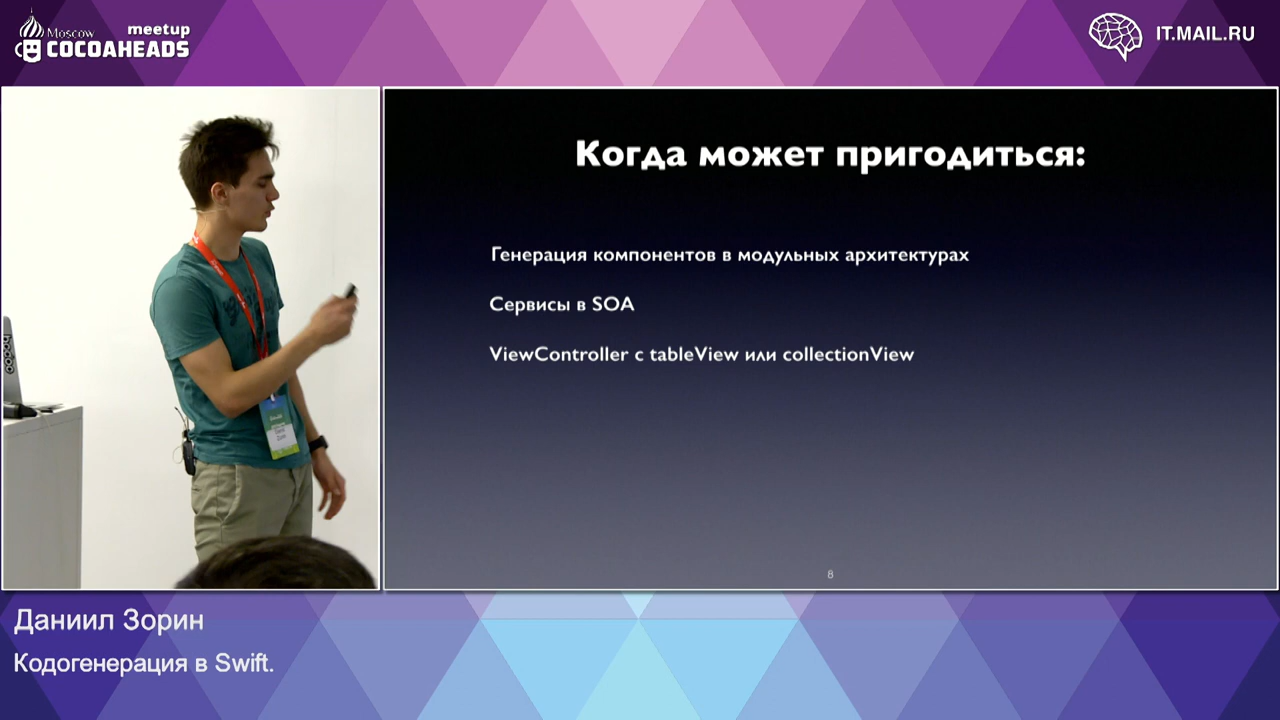 Moscow
meetup
COCOAHEADS
IT.MAIL.RU
Когда может пригодиться:
Генерация компонентов в модульных архитектурах
Сервисы в SOA
ViewController с tableView или collectionView
8
Даниил Зорин
Кодогенерация в Swift.